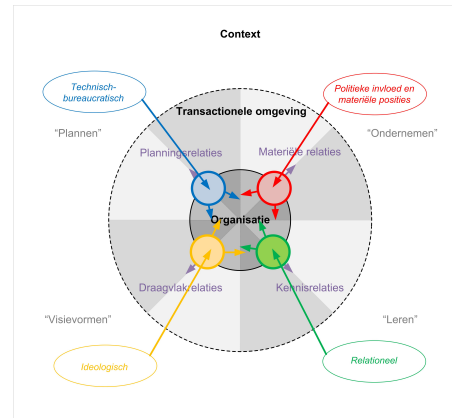 Context
Technisch-
bureaucratisch
Politieke invloed en
materiële posities
Transactionele omgeving
“Plannen”
“Ondernemen”
Planningsrelaties
Materiële relaties
Organisatie
Draagvlakrelaties
Kennisrelaties
“Visievormen”
“Leren”
Ideologisch
Relationeel